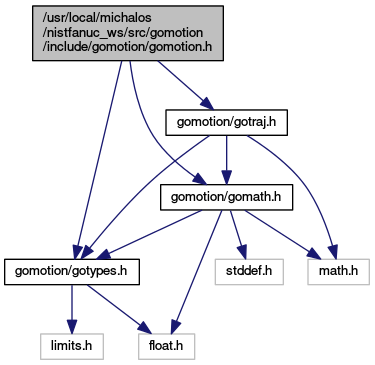 /usr/local/michalos
/nistfanuc_ws/src/gomotion
/include/gomotion/gomotion.h
gomotion/gotraj.h
gomotion/gomath.h
gomotion/gotypes.h
stddef.h
math.h
limits.h
float.h